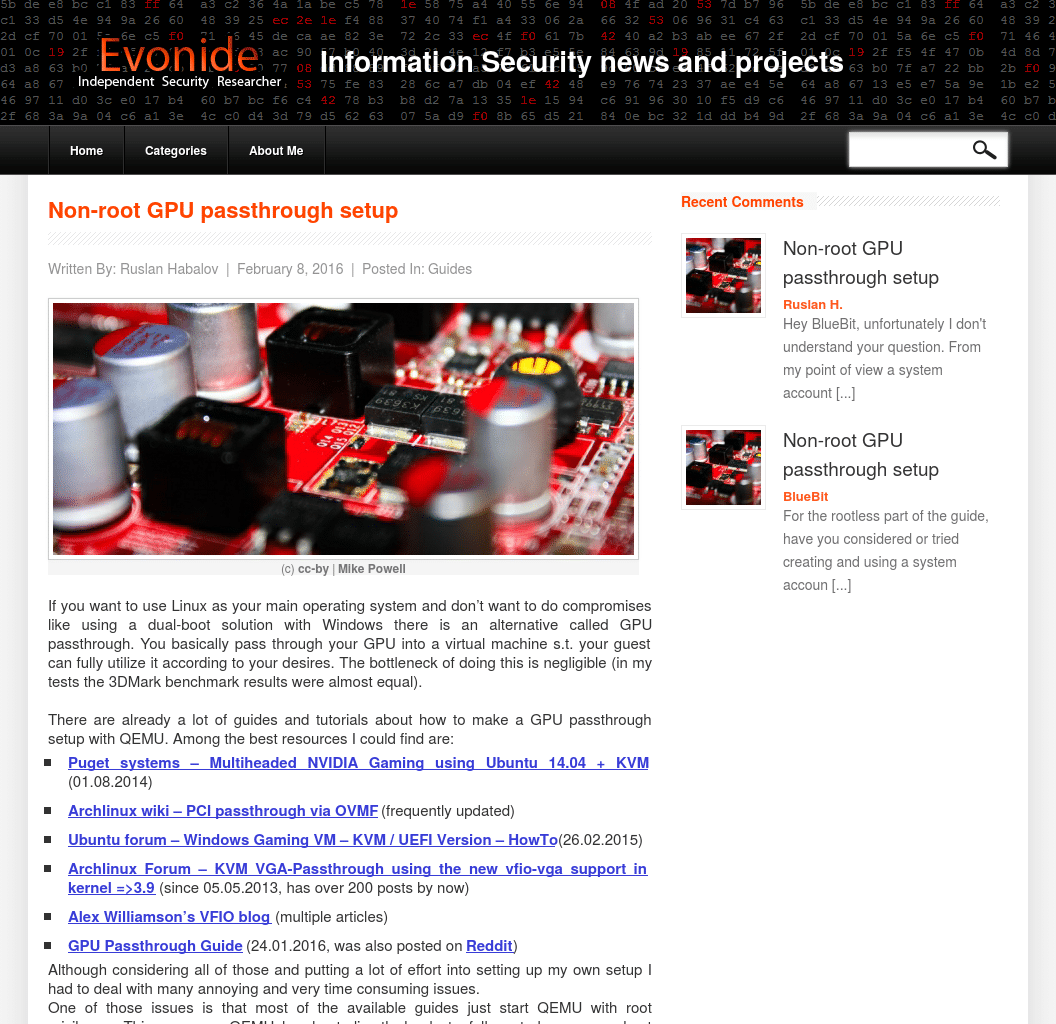 Evonide
Independent Security Researcher
Information Security news and projects
Home
Categories
About Me
Non-root GPU passthrough setup
Written By: Ruslan Habalov | February 8, 2016 | Posted In: Guides
(c) cc-by | Mike Powell
If you want to use Linux as your main operating system and don't want to do compromises
like using a dual-boot solution with Windows there is an alternative called GPU
passthrough. You basically pass through your GPU into a virtual machine s.t. your guest
can fully utilize it according to your desires. The bottleneck of doing this is negligible (in my
tests the 3DMark benchmark results were almost equal).
There are already a lot of guides and tutorials about how to make a GPU passthrough
setup with QEMU. Among the best resources I could find are:
Puget systems – Multiheaded NVIDIA Gaming using Ubuntu 14.04 + KVM
(01.08.2014)
Archlinux wiki – PCI passthrough via OVMF (frequently updated)
Ubuntu forum – Windows Gaming VM – KVM / UEFI Version – HowTo(26.02.2015)
Archlinux Forum – KVM VGA-Passthrough using the new vfio-vga support in
kernel =>3.9 (since 05.05.2013, has over 200 posts by now)
Alex Williamson's VFIO blog (multiple articles)
GPU Passthrough Guide (24.01.2016, was also posted on Reddit)
Although considering all of those and putting a lot of effort into setting up my own setup I
had to deal with many annoying and very time consuming issues.
One of those issues is that most of the available guides just start QEMU with root
Recent Comments
Non-root GPU
passthrough setup
Ruslan H.
Hey BlueBit, unfortunately I don't
understand your question. From
my point of view a system
account [...]
Non-root GPU
passthrough setup
BlueBit
For the rootless part of the guide,
have you considered or tried
creating and using a system
accoun [...]